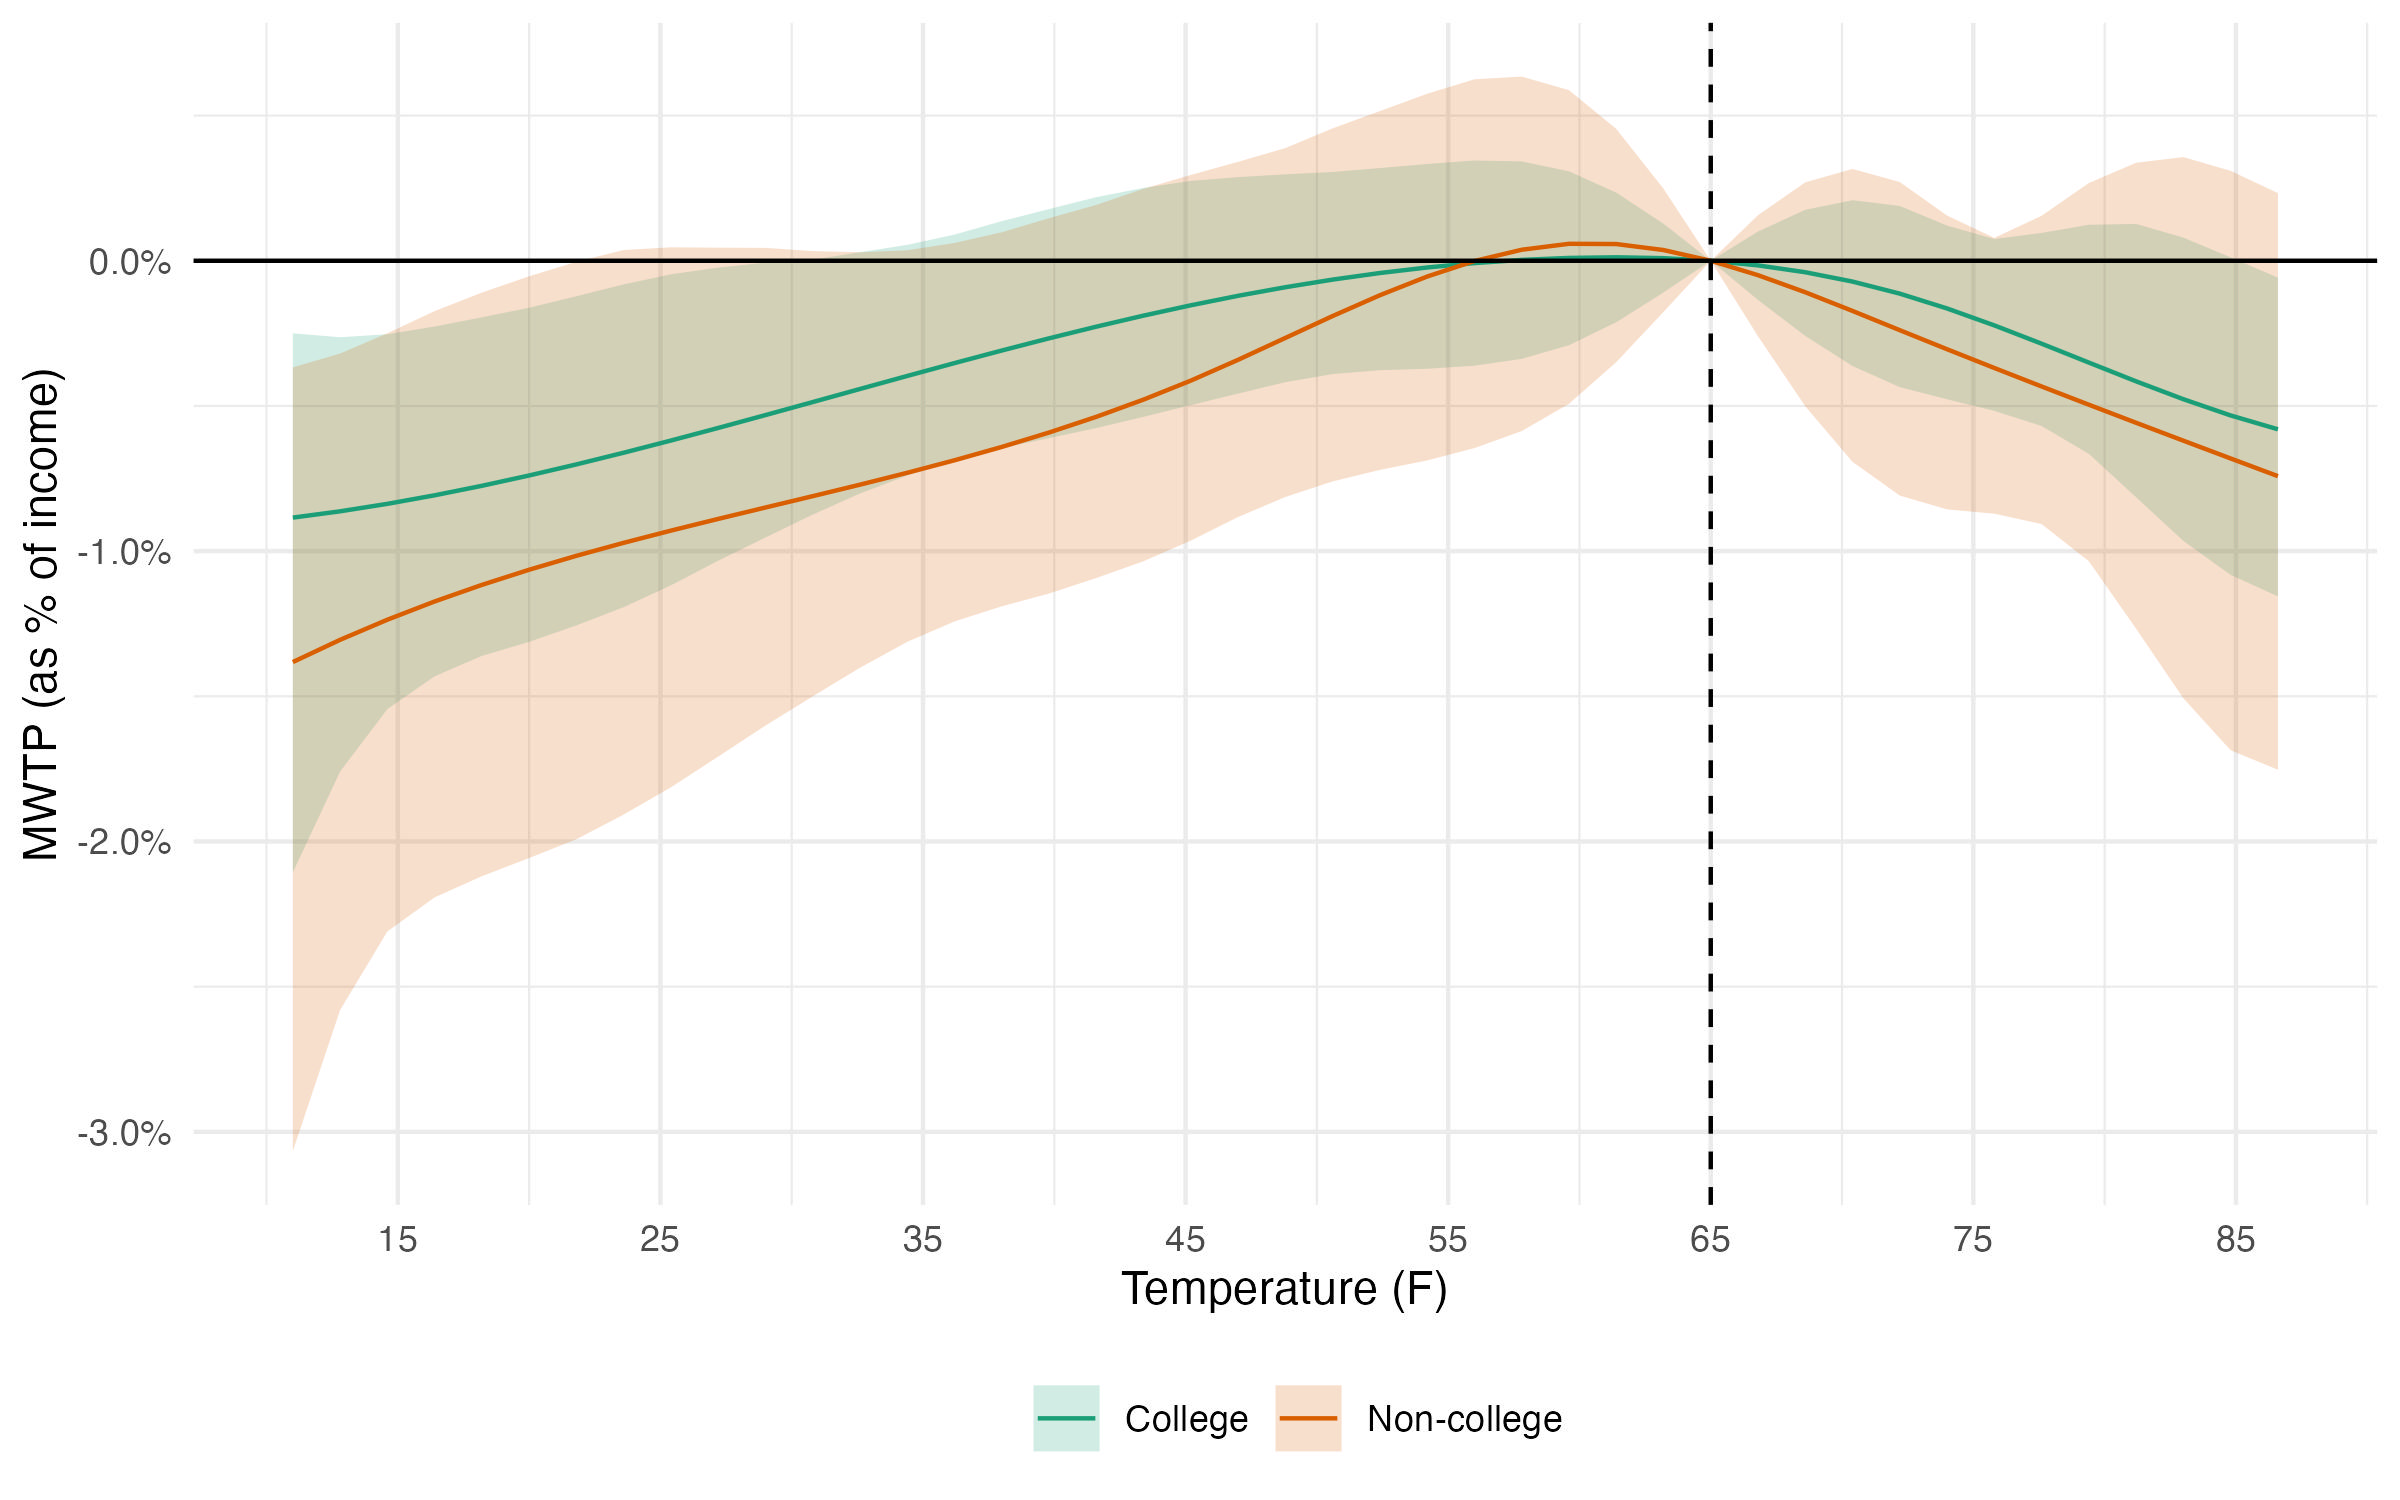 MWTP (as % of income)
0.0%
-1.0%
-2.0%
-3.0%
15 25 35 45 55 65 75 85
Temperature (F)
College Non-college